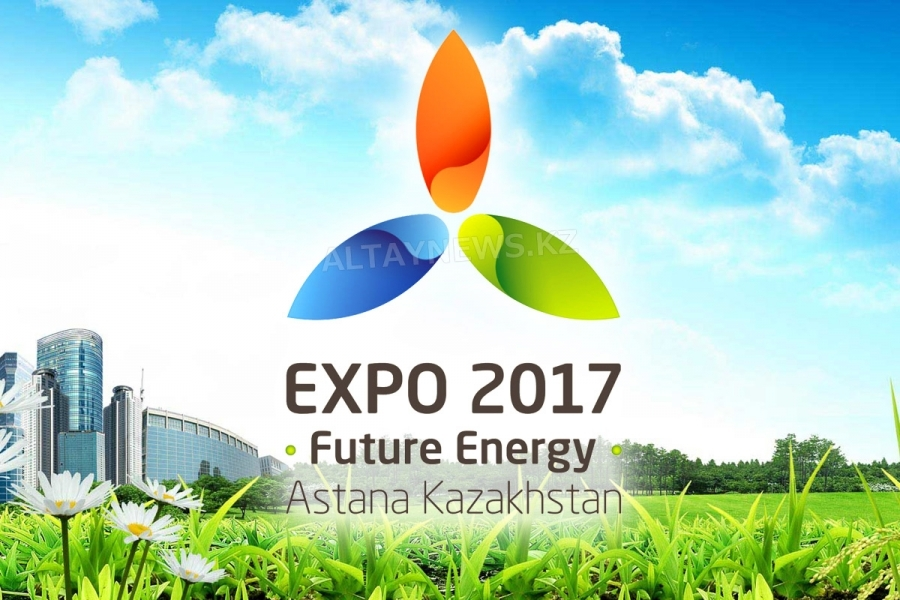 ALTAYNEWS.KZ
EXPO 2017
• Future Energy •
Astana Kazakhstan